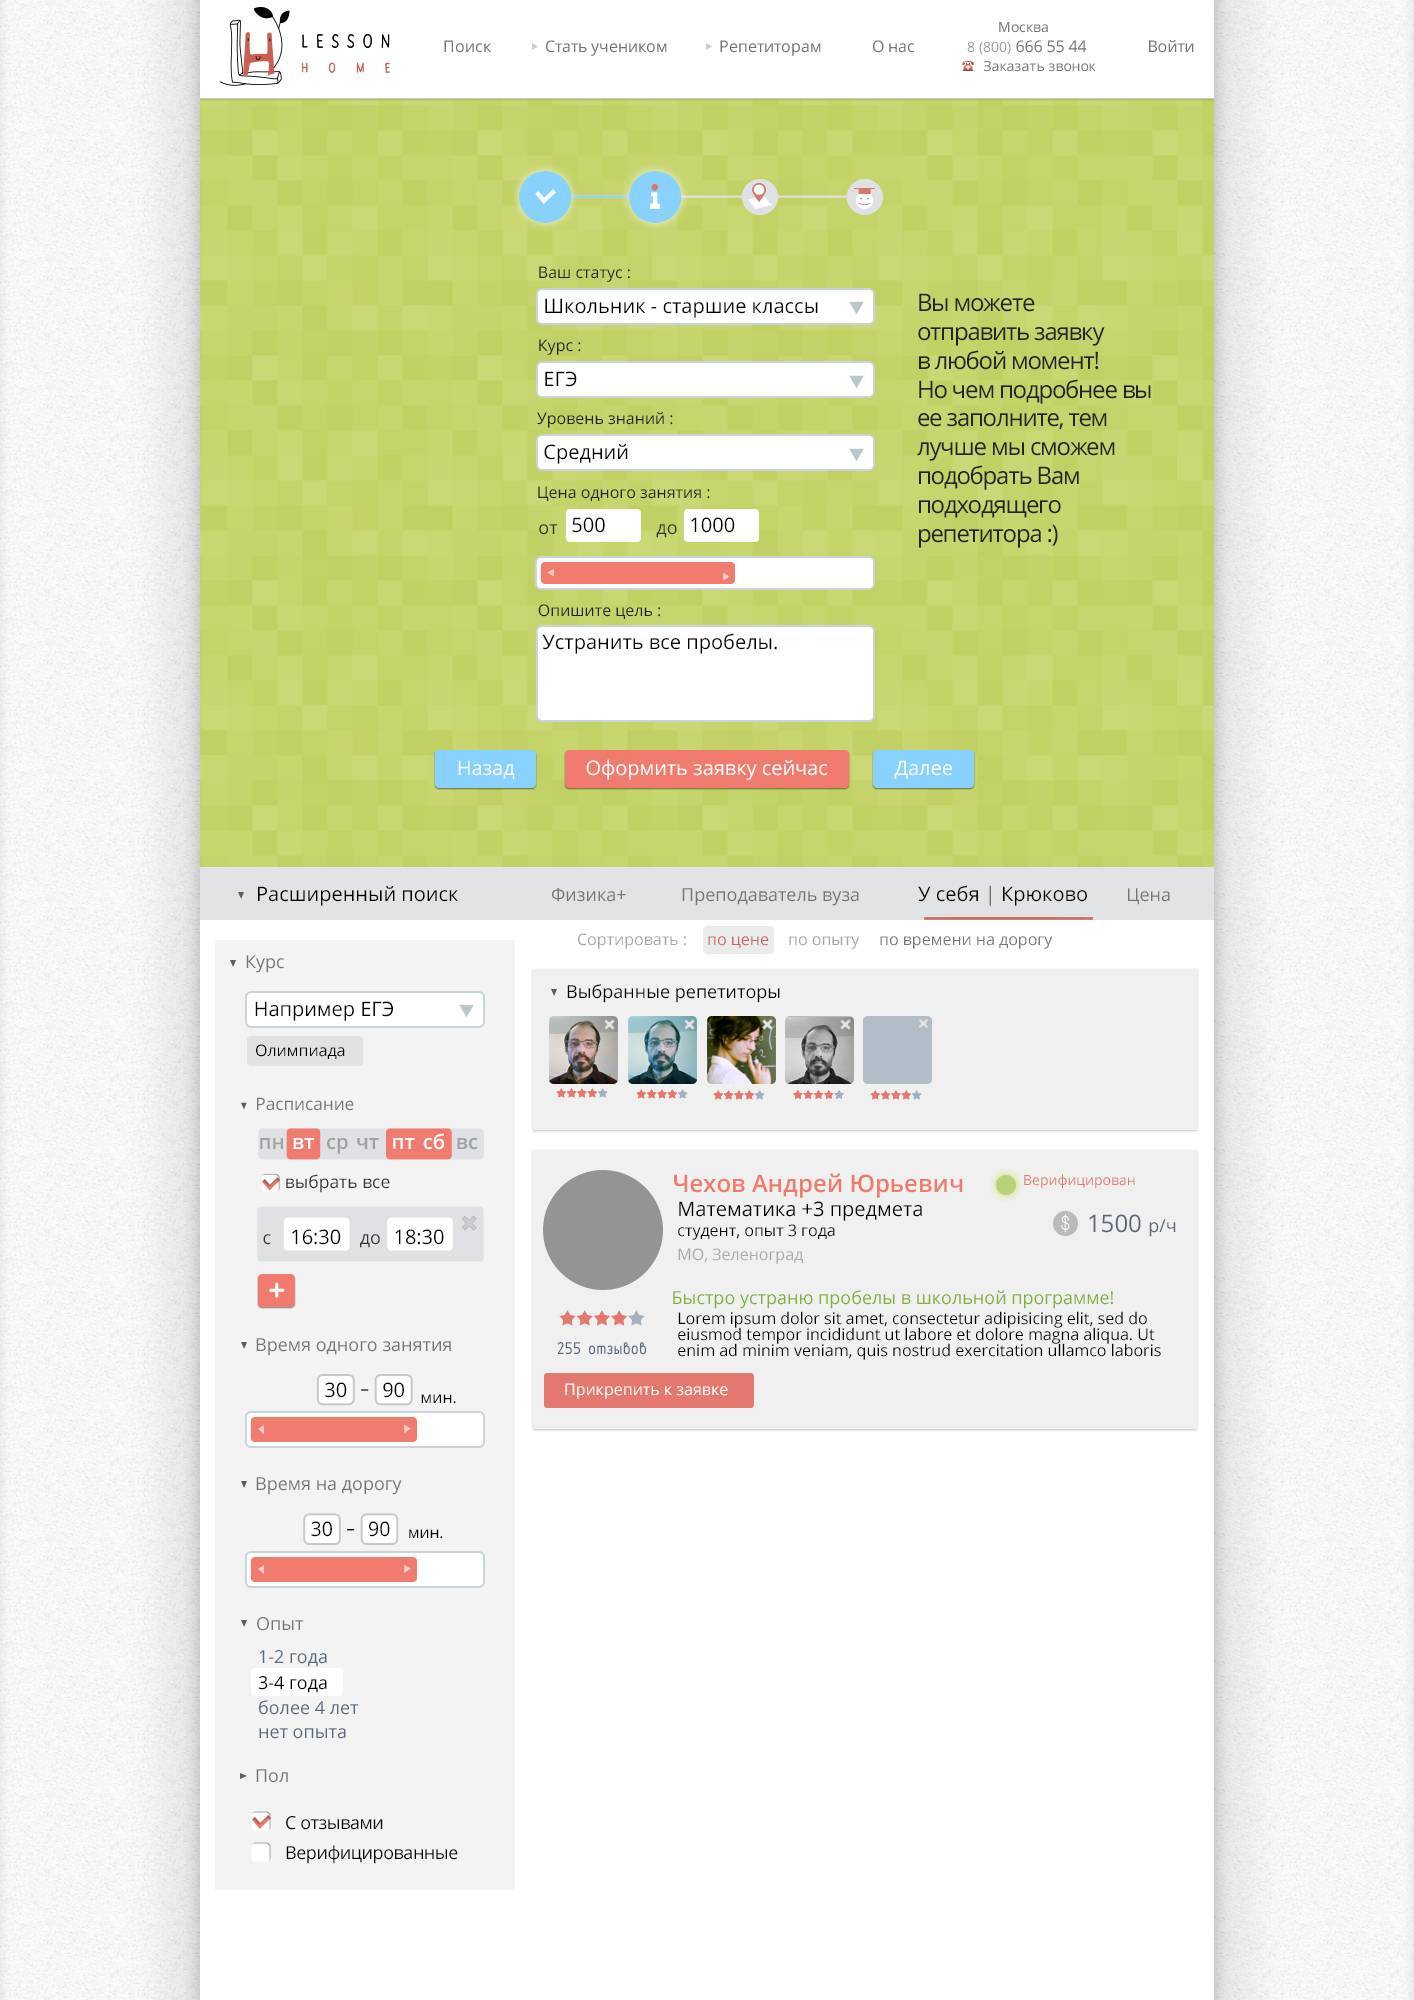 LESSON
HOME
Поиск
Стать учеником
Репетиторам
О нас
Москва
8 (800) 666 55 44
Заказать звонок
Войти
Ваш статус :
Школьник - старшие классы
Курс :
ЕГЭ
Уровень знаний :
Средний
Цена одного занятия :
от 500 до 1000
Опишите цель :
Устранить все пробелы.
Вы можете
отправить заявку
в любой момент!
Но чем подробнее вы
ее заполните, тем
лучше мы сможем
подобрать Вам
подходящего
репетитора :)
Назад
Оформить заявку сейчас
Далее
Расширенный поиск
Физика+
Преподаватель вуза
У себя | Крюково
Цена
Курс
Например ЕГЭ
Олимпиада
Расписание
пн вт ср чт пт сб вс
выбрать все
с 16:30 до 18:30
+
Время одного занятия
30 – 90 мин.
Время на дорогу
30 – 90 мин.
Опыт
1-2 года
3-4 года
более 4 лет
нет опыта
Пол
С отзывами
Верифицированные
Сортировать : по цене по опыту по времени на дорогу
Выбранные репетиторы
Чехов Андрей Юрьевич
Верифицирован
Математика +3 предмета
студент, опыт 3 года
МО, Зеленоград
$ 1500 р/ч
Быстро устраню пробелы в школьной программе!
Lorem ipsum dolor sit amet, consectetur adipisicing elit, sed do
eiusmod tempor incididunt ut labore et dolore magna aliqua. Ut
enim ad minim veniam, quis nostrud exercitation ullamco laboris
255 отзывов
Прикрепить к заявке